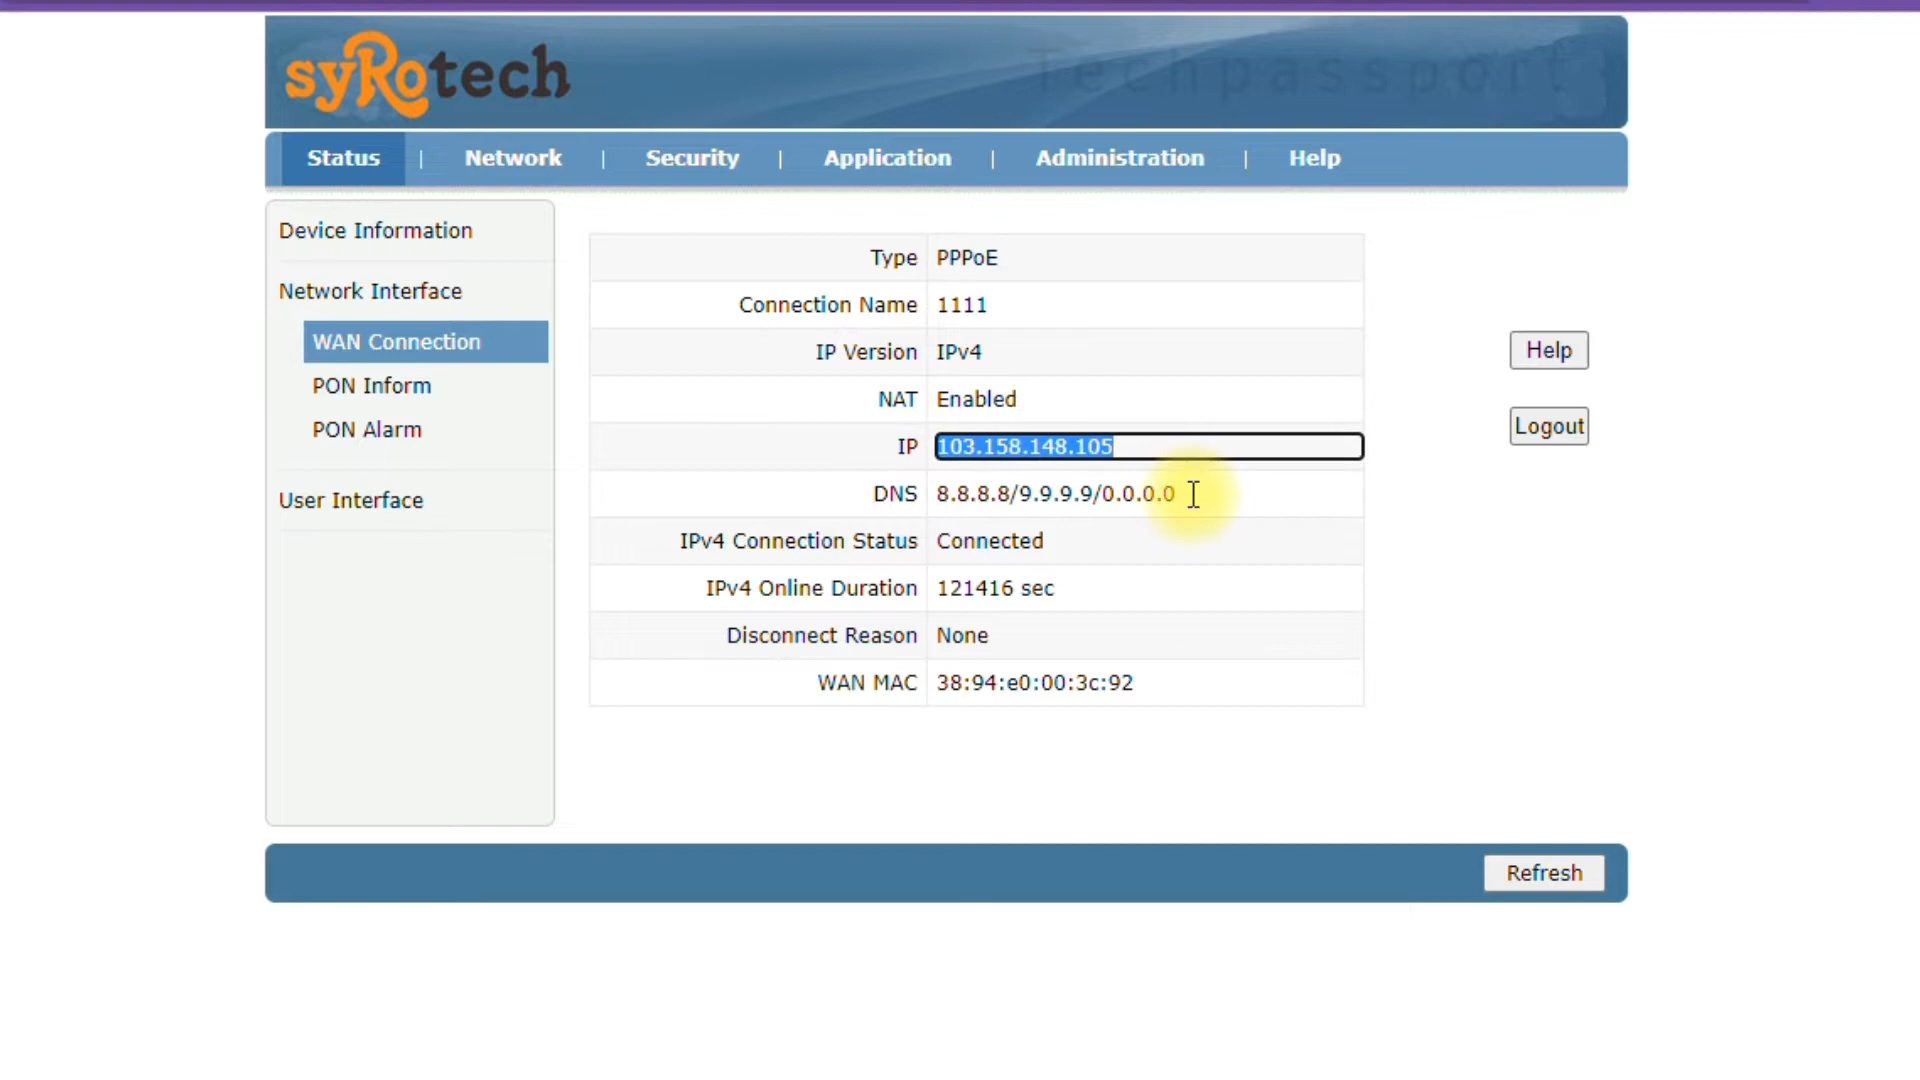 syRotech
Techpassport
Status | Network | Security | Application | Administration | Help
Device Information
Network Interface
WAN Connection
PON Inform
PON Alarm
User Interface
Type PPPoE
Connection Name 1111
IP Version IPv4
NAT Enabled
IP 103.158.148.105
DNS 8.8.8.8/9.9.9.9/0.0.0.0
IPv4 Connection Status Connected
IPv4 Online Duration 121416 sec
Disconnect Reason None
WAN MAC 38:94:e0:00:3c:92
Help
Logout
Refresh